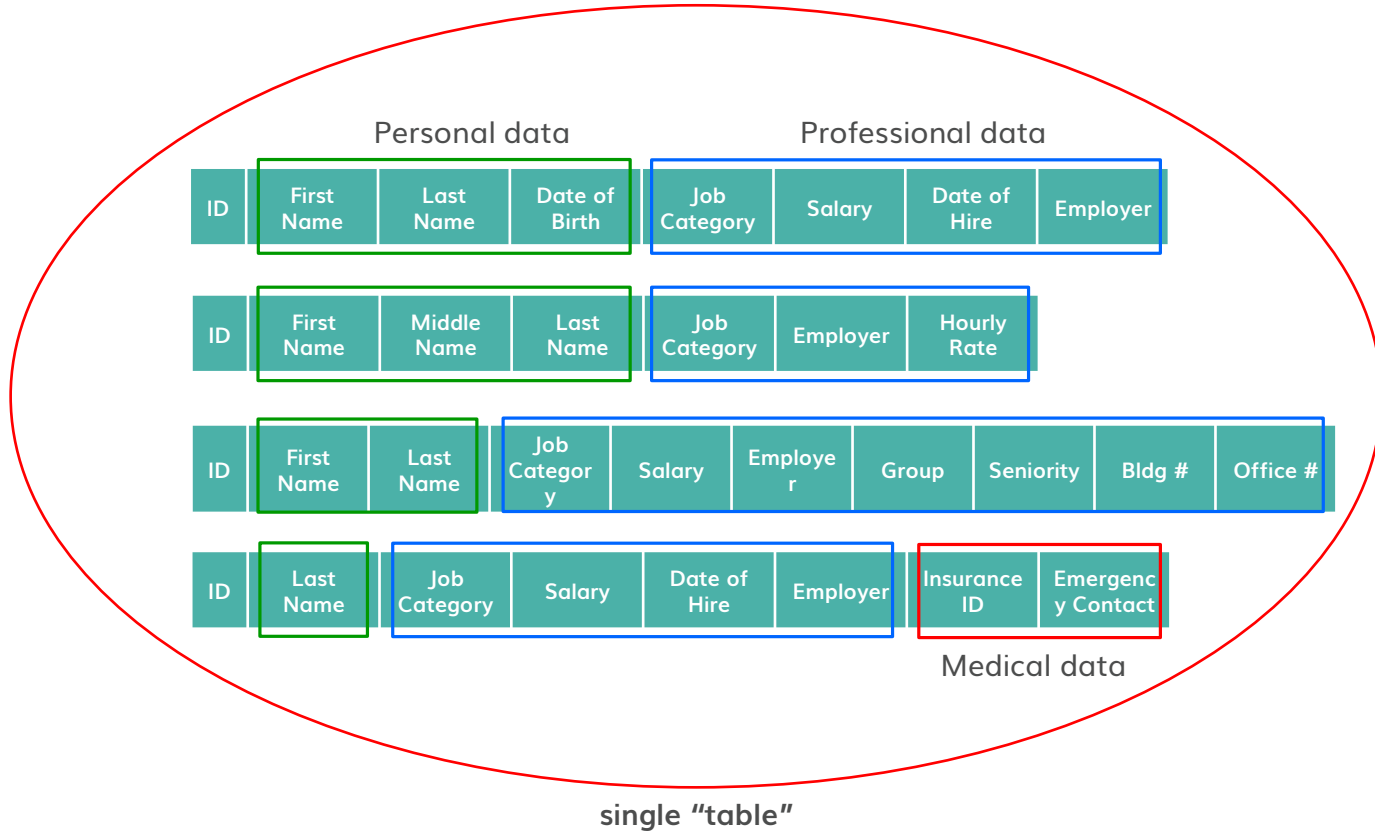 Personal data
Professional data
ID
First
Name
Last
Name
Date of
Birth
Job
Category
Salary
Date of
Hire
Employer
ID
First
Name
Middle
Name
Last
Name
Job
Category
Employer
Hourly
Rate
ID
First
Name
Last
Name
Job
Categor
y
Salary
Employe
r
Group
Seniority
Bldg #
Office #
ID
Last
Name
Job
Category
Salary
Date of
Hire
Employer
Insurance
ID
Emergenc
y Contact
Medical data
single “table”